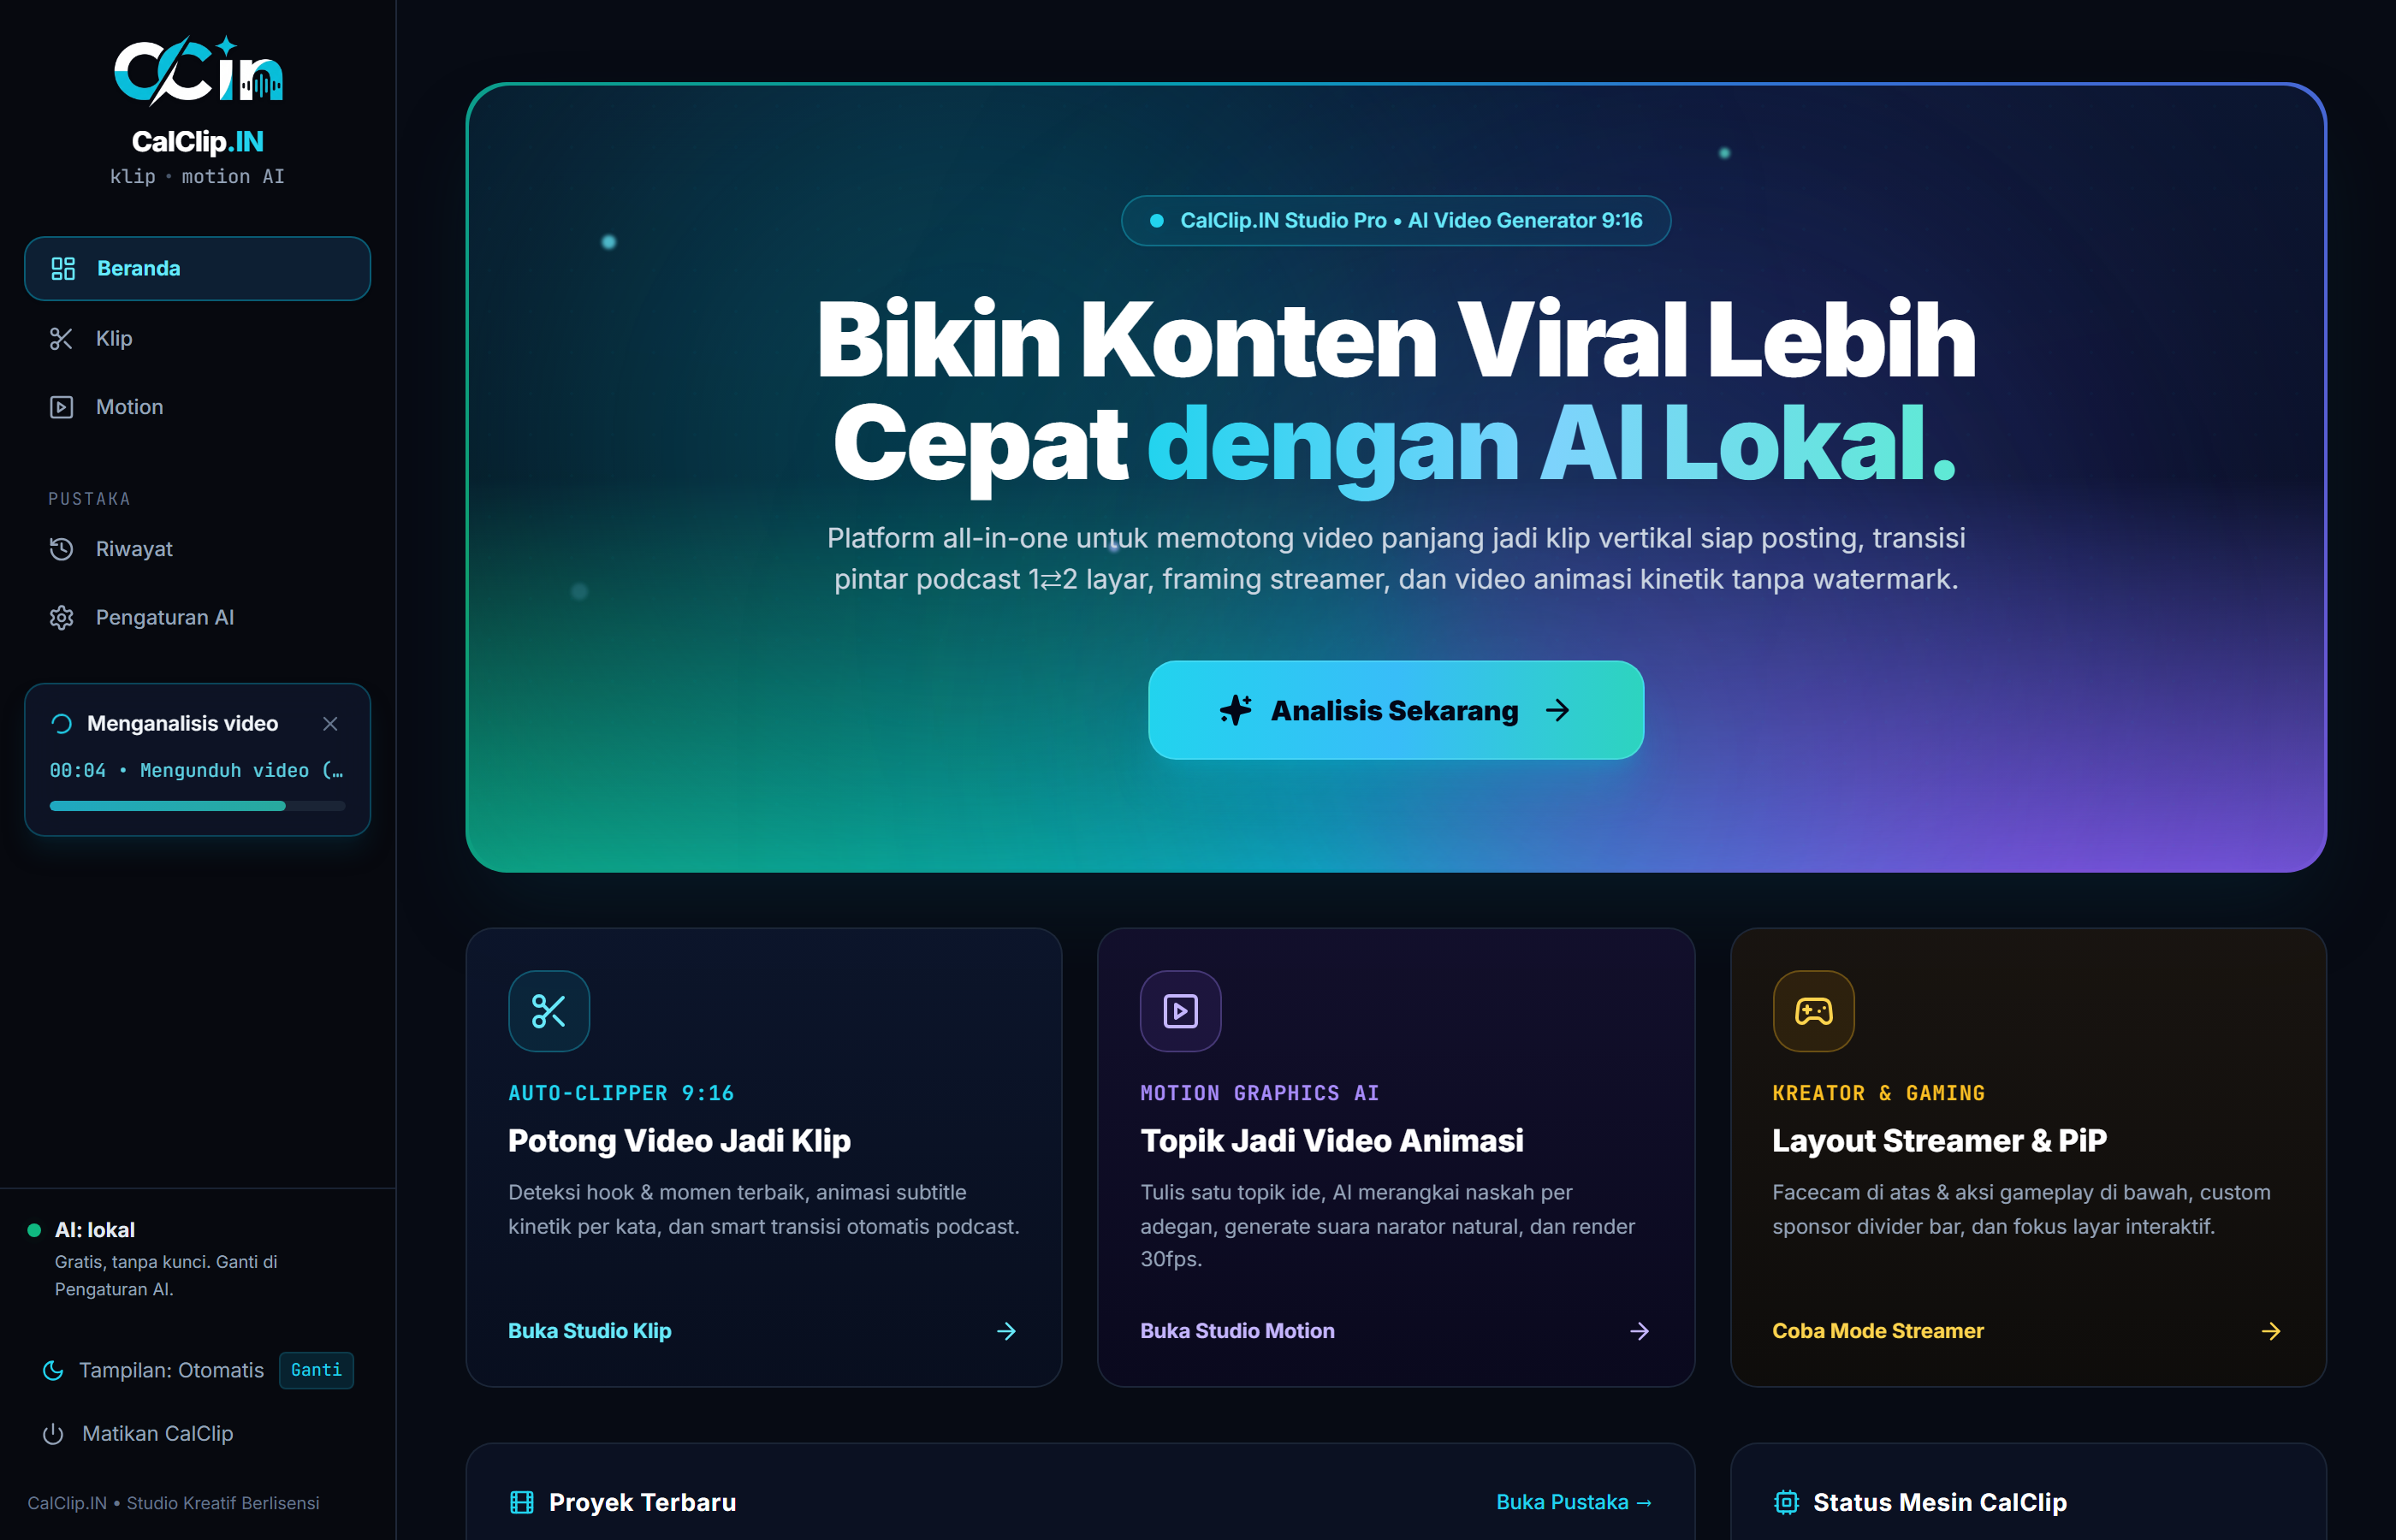 CCin
CalClip.IN
klip • motion AI
Beranda
Klip
Motion
PUSTAKA
Riwayat
Pengaturan AI
Menganalisis video
00:04 • Mengunduh video (…
AI: lokal
Gratis, tanpa kunci. Ganti di
Pengaturan AI.
Tampilan: Otomatis Ganti
Matikan CalClip
CalClip.IN • Studio Kreatif Berlisensi
CalClip.IN Studio Pro • AI Video Generator 9:16
Bikin Konten Viral Lebih
Cepat dengan AI Lokal.
Platform all-in-one untuk memotong video panjang jadi klip vertikal siap posting, transisi
pintar podcast 1⇄2 layar, framing streamer, dan video animasi kinetik tanpa watermark.
Analisis Sekarang →
AUTO-CLIPPER 9:16
Potong Video Jadi Klip
Deteksi hook & momen terbaik, animasi subtitle
kinetik per kata, dan smart transisi otomatis podcast.
Buka Studio Klip →
MOTION GRAPHICS AI
Topik Jadi Video Animasi
Tulis satu topik ide, AI merangkai naskah per
adegan, generate suara narator natural, dan render
30fps.
Buka Studio Motion →
KREATOR & GAMING
Layout Streamer & PiP
Facecam di atas & aksi gameplay di bawah, custom
sponsor divider bar, dan fokus layar interaktif.
Coba Mode Streamer →
Proyek Terbaru
Buka Pustaka →
Status Mesin CalClip